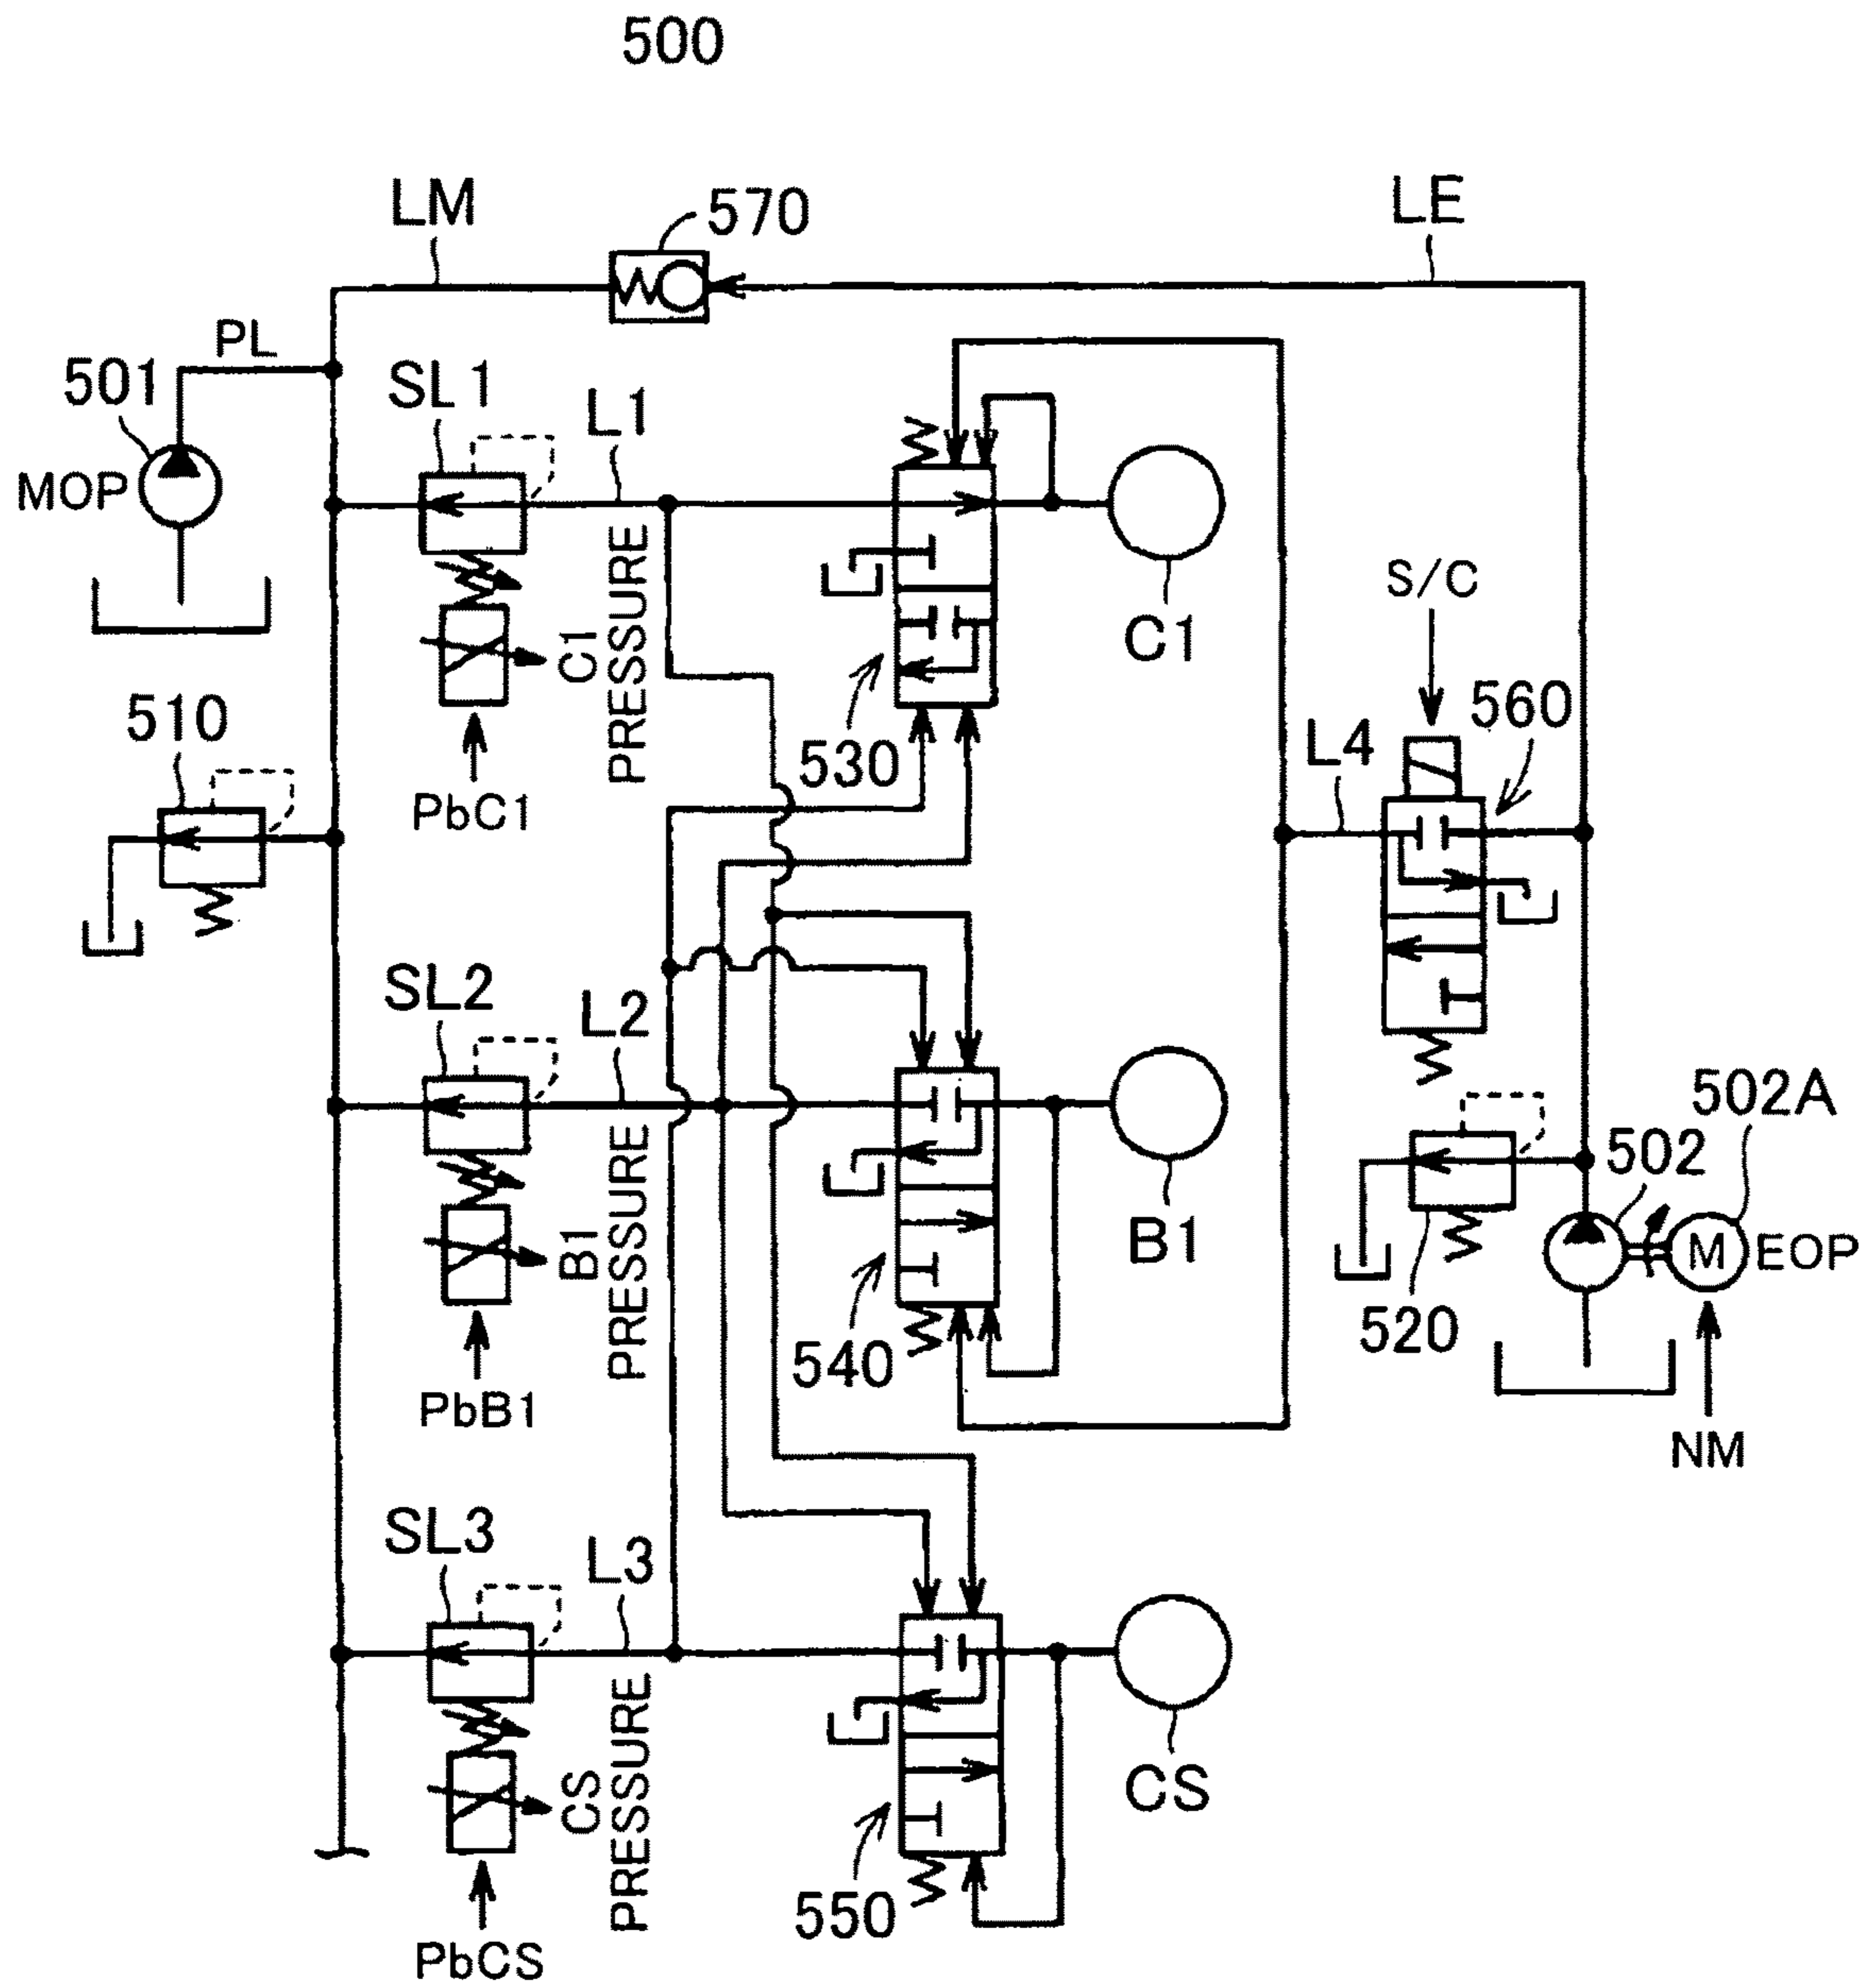 500
LM
570
LE
PL
501
MOP
SL1
L1
C1
PRESSURE
PbC1
530
C1
S/C
560
L4
510
SL2
L2
B1
PRESSURE
PbB1
540
B1
502A
502
M
EOP
520
NM
SL3
L3
CS
PRESSURE
PbCS
550
CS